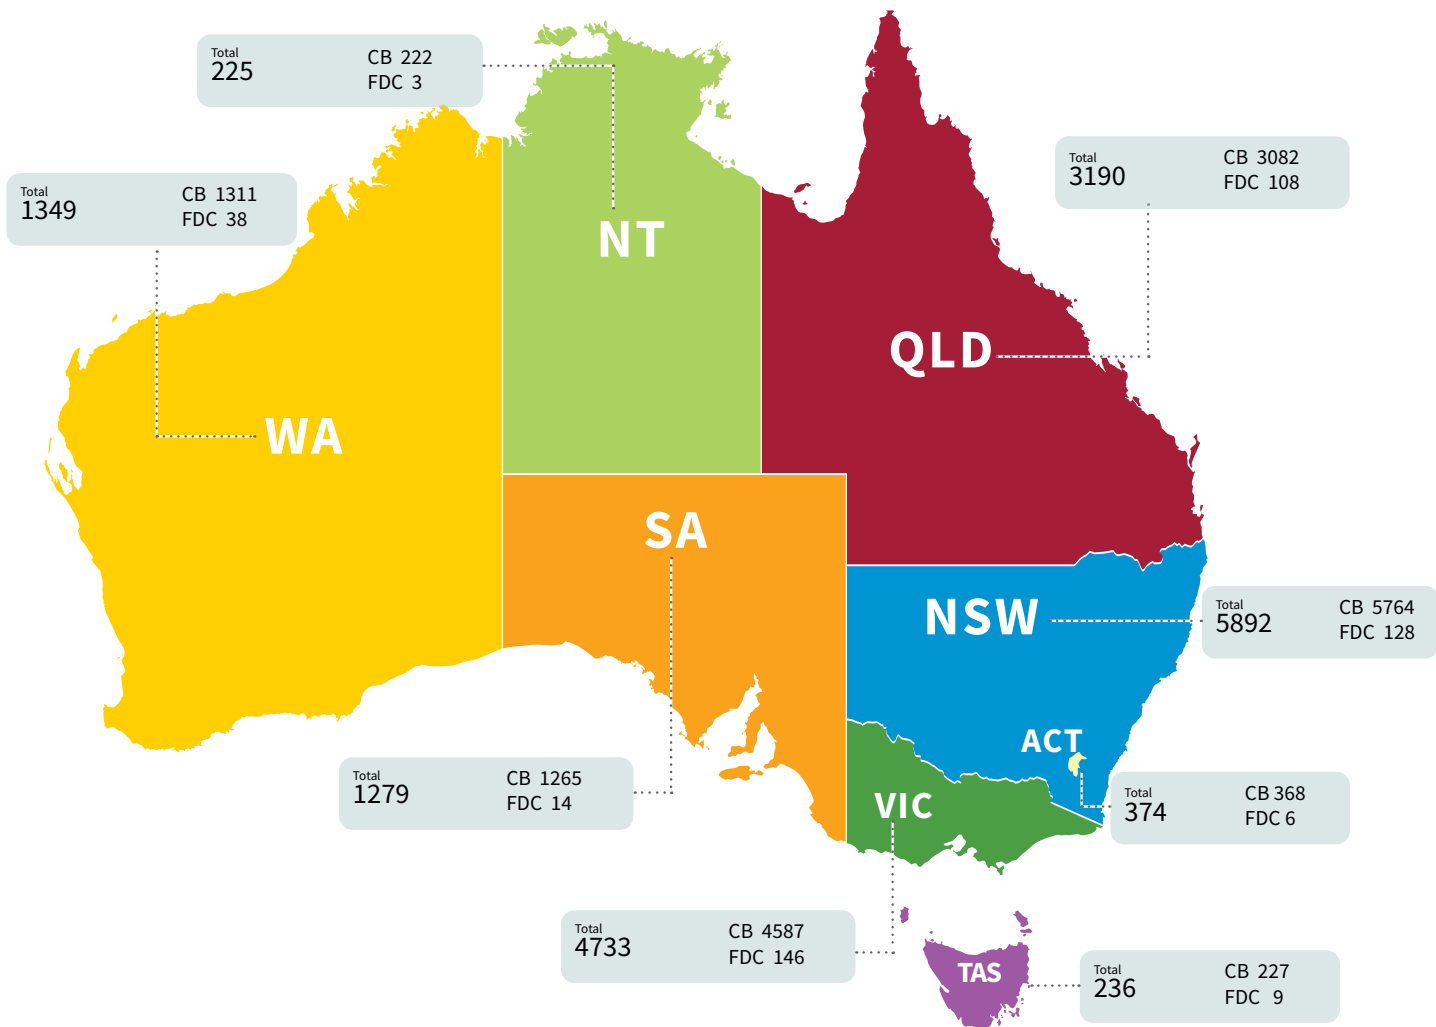 Total
225
CB 222
FDC 3
Total
3190
CB 3082
FDC 108
Total
1349
CB 1311
FDC 38
NT
QLD
WA
SA
NSW
Total
5892
CB 5764
FDC 128
ACT
Total
1279
CB 1265
FDC 14
VIC
Total
374
CB 368
FDC 6
Total
4733
CB 4587
FDC 146
TAS
Total
236
CB 227
FDC 9